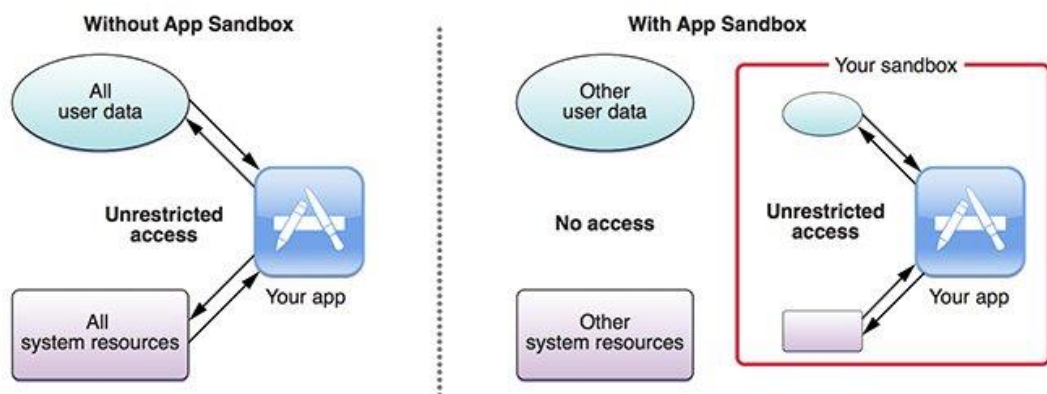 Without App Sandbox
All
user data
Unrestricted
access
Your app
All
system resources
With App Sandbox
Other
user data
No access
Other
system resources
Your sandbox
Unrestricted
access
Your app